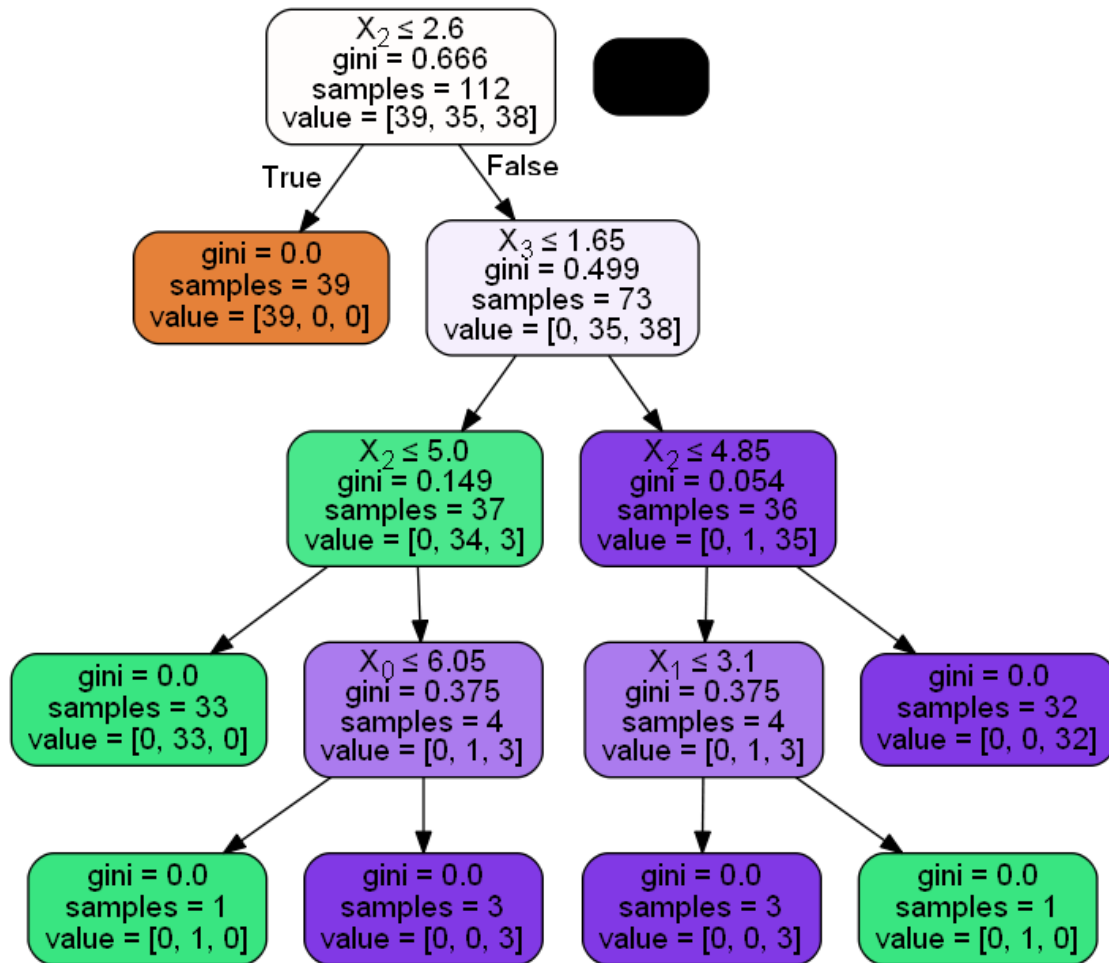 X₂ ≤ 2.6
gini = 0.666
samples = 112
value = [39, 35, 38]
True
False
gini = 0.0
samples = 39
value = [39, 0, 0]
X₃ ≤ 1.65
gini = 0.499
samples = 73
value = [0, 35, 38]
X₂ ≤ 5.0
gini = 0.149
samples = 37
value = [0, 34, 3]
X₂ ≤ 4.85
gini = 0.054
samples = 36
value = [0, 1, 35]
gini = 0.0
samples = 33
value = [0, 33, 0]
X₀ ≤ 6.05
gini = 0.375
samples = 4
value = [0, 1, 3]
X₁ ≤ 3.1
gini = 0.375
samples = 4
value = [0, 1, 3]
gini = 0.0
samples = 32
value = [0, 0, 32]
gini = 0.0
samples = 1
value = [0, 1, 0]
gini = 0.0
samples = 3
value = [0, 0, 3]
gini = 0.0
samples = 3
value = [0, 0, 3]
gini = 0.0
samples = 1
value = [0, 1, 0]